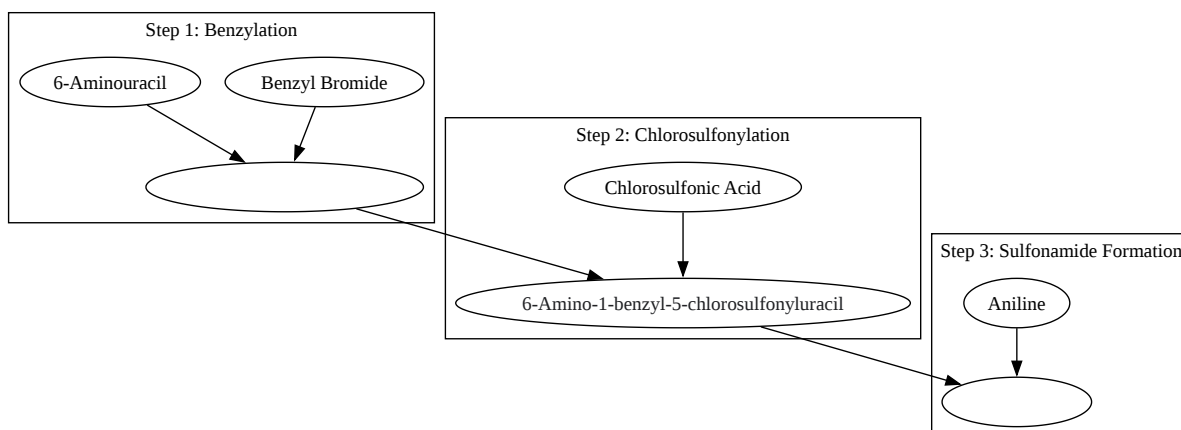 Step 1: Benzylation
6-Aminouracil
Benzyl Bromide
Step 2: Chlorosulfonylation
Chlorosulfonic Acid
6-Amino-1-benzyl-5-chlorosulfonyluracil
Step 3: Sulfonamide Formation
Aniline